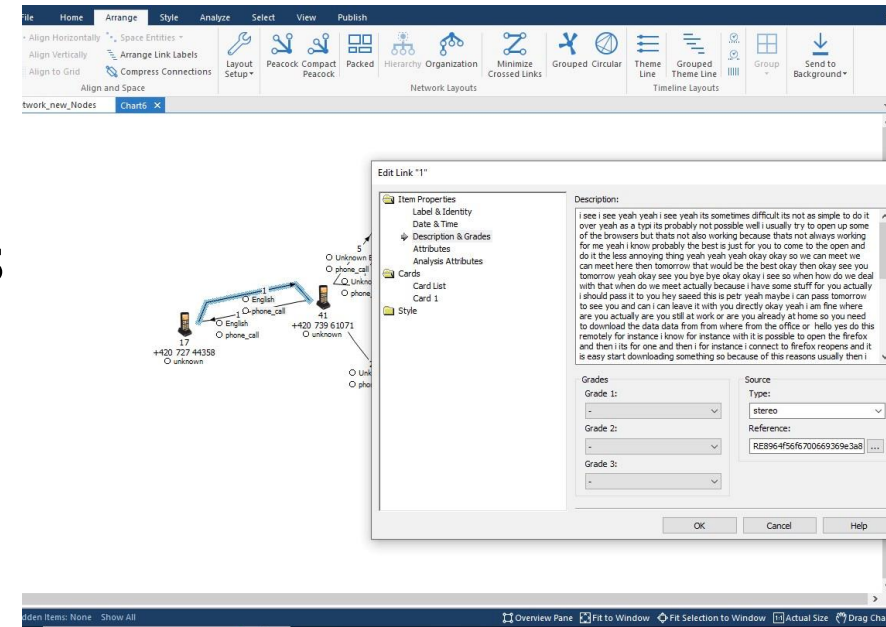 File Home Arrange Style Analyze Select View Publish
Align Horizontally Space Entities
Align Vertically Arrange Link Labels
Align to Grid Compress Connections
Align and Space
Layout Setup
Peacock Compact Peacock Packed Hierarchy Organization Minimize Crossed Links Grouped Circular
Network Layouts
Theme Line Grouped Theme Line
Timeline Layouts
Group Send to Background
twork_new_Nodes Chart6
5
Unknown
phone_call
Unkno
phone
1
English
phone_call
1
English
phone_call
17
+420 727 44358
unknown
41
+420 739 61071
unknown
Unk
pho
Edit Link "1"
Item Properties
Label & Identity
Date & Time
Description & Grades
Attributes
Analysis Attributes
Cards
Card List
Card 1
Style
Description:
i see i see yeah yeah i see yeah its sometimes difficult its not as simple to do it
over yeah as a typi its probably not possible well i usually try to open up some
of the browsers but thats not also working because thats not always working
for me yeah i know probably the best is just for you to come to the open and
do it the less annoying thing yeah yeah yeah okay okay so we can meet we
can meet here then tomorrow that would be the best okay then okay see you
tomorrow yeah okay see you bye bye okay okay i see so when how do we deal
with that when do we meet actually because i have some stuff for you actually
i should pass it to you hey saeed this is petr yeah maybe i can pass tomorrow
to see you and can i can leave it with you directly okay yeah i am fine where
are you actually are you still at work or are you already at home so you need
to download the data data from from where from the office or hello yes do this
remotely for instance i know for instance with it is possible to open the firefox
and then i its for one and then i for instance i connect to firefox reopens and it
is easy start downloading something so because of this reasons usually then i
Grades
Grade 1:
-
Grade 2:
-
Grade 3:
-
Source
Type:
stereo
Reference:
RE8964f56f6700669369e3a8 ...
OK Cancel Help
dden Items: None Show All
Overview Pane Fit to Window Fit Selection to Window 1:1 Actual Size Drag Cha